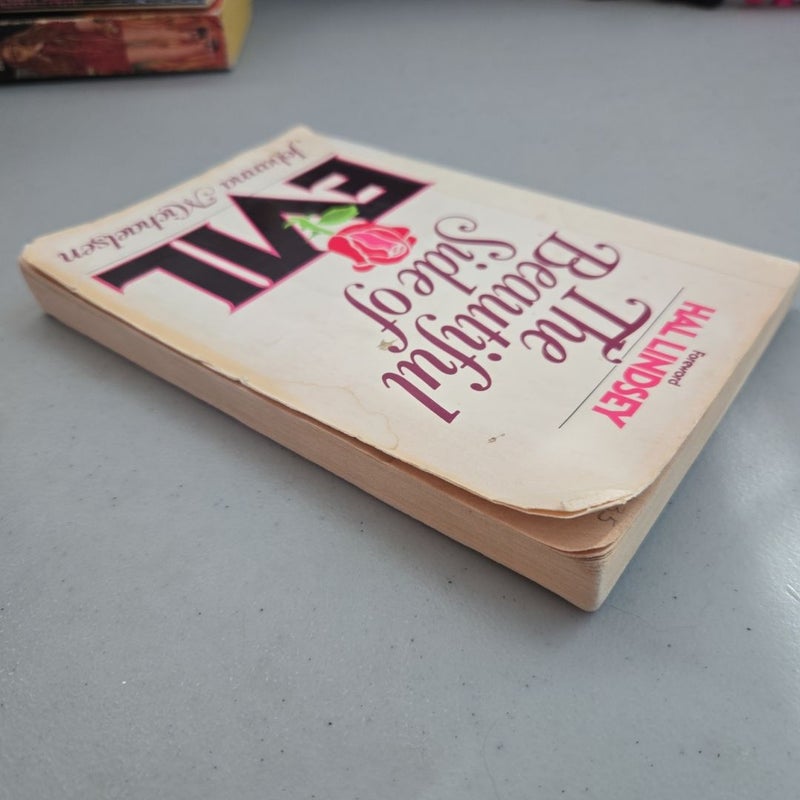 Foreword
HAL LINDSEY
The
Beautiful
Side of
EVIL
Johanna Michaelsen